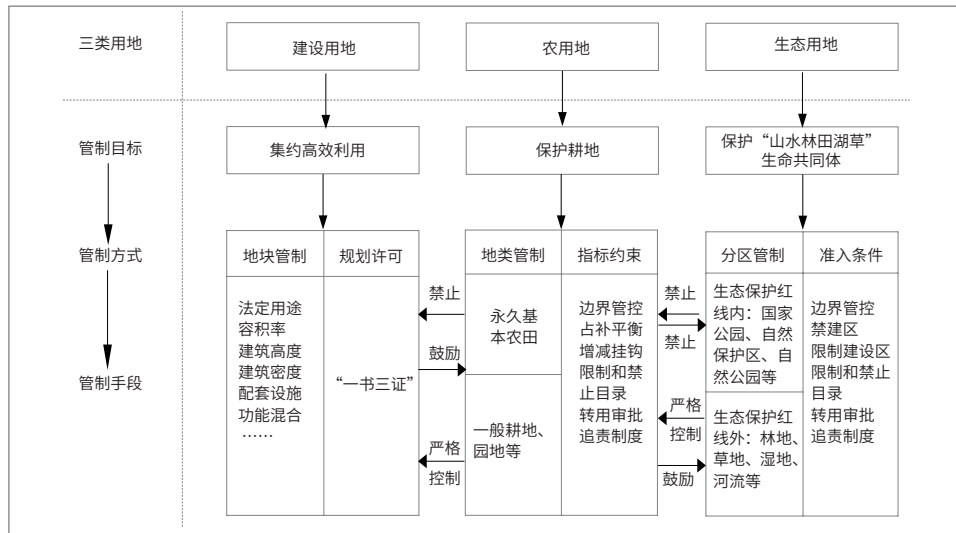 三类用地
建设用地
农用地
生态用地
管制目标
集约高效利用
保护耕地
保护“山水林田湖草”
生命共同体
管制方式
地块管制
规划许可
地类管制
指标约束
分区管制
准入条件
管制手段
法定用途
容积率
建筑高度
建筑密度
配套设施
功能混合
……
“一书三证”
禁止
鼓励
严格
控制
永久基
本农田
一般耕地、
园地等
边界管控
占补平衡
增减挂钩
限制和禁
止目录
转用审批
追责制度
禁止
禁止
严格
控制
鼓励
生态保护红
线内：国家
公园、自然
保护区、自
然公园等
生态保护红
线外：林地、
草地、湿地、
河流等
边界管控
禁建区
限制建设区
限制和禁止
目录
转用审批
追责制度